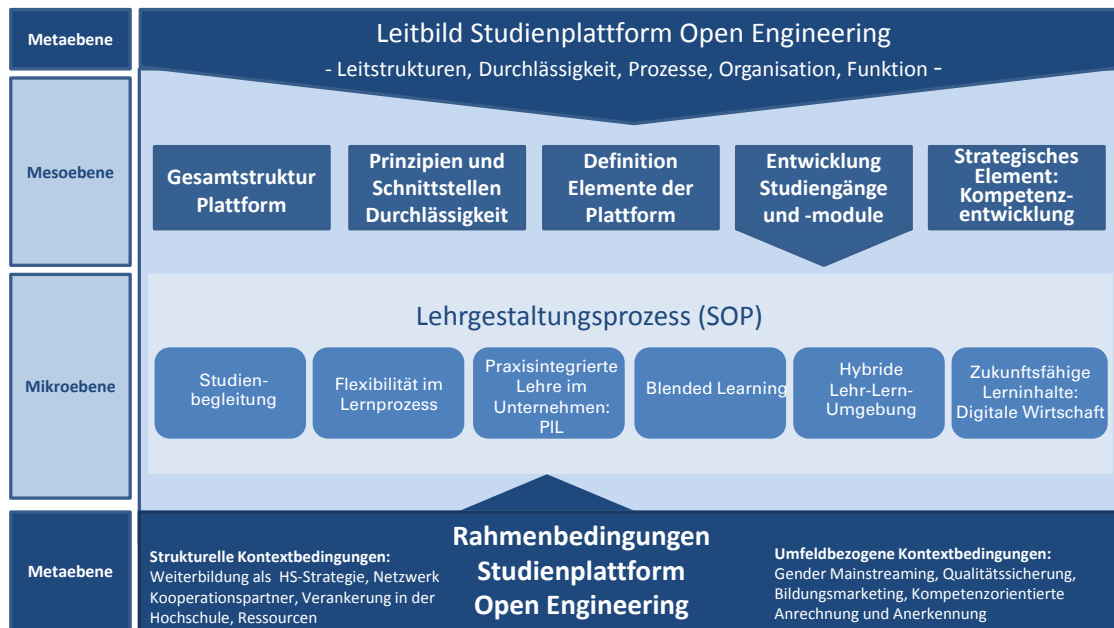 Metaebene
Leitbild Studienplattform Open Engineering
- Leitstrukturen, Durchlässigkeit, Prozesse, Organisation, Funktion -
Mesoebene
Gesamtstruktur
Plattform
Prinzipien und
Schnittstellen
Durchlässigkeit
Definition
Elemente der
Plattform
Entwicklung
Studiengänge
und -module
Strategisches
Element:
Kompetenz-
entwicklung
Mikroebene
Lehrgestaltungsprozess (SOP)
Studien-
begleitung
Flexibilität im
Lernprozess
Praxisintegrierte
Lehre im
Unternehmen:
PIL
Blended Learning
Hybride
Lehr-Lern-
Umgebung
Zukunftsfähige
Lerninhalte:
Digitale Wirtschaft
Metaebene
Strukturelle Kontextbedingungen:
Weiterbildung als HS-Strategie, Netzwerk
Kooperationspartner, Verankerung in der
Hochschule, Ressourcen
Rahmenbedingungen
Studienplattform
Open Engineering
Umfeldbezogene Kontextbedingungen:
Gender Mainstreaming, Qualitätssicherung,
Bildungsmarketing, Kompetenzorientierte
Anrechnung und Anerkennung